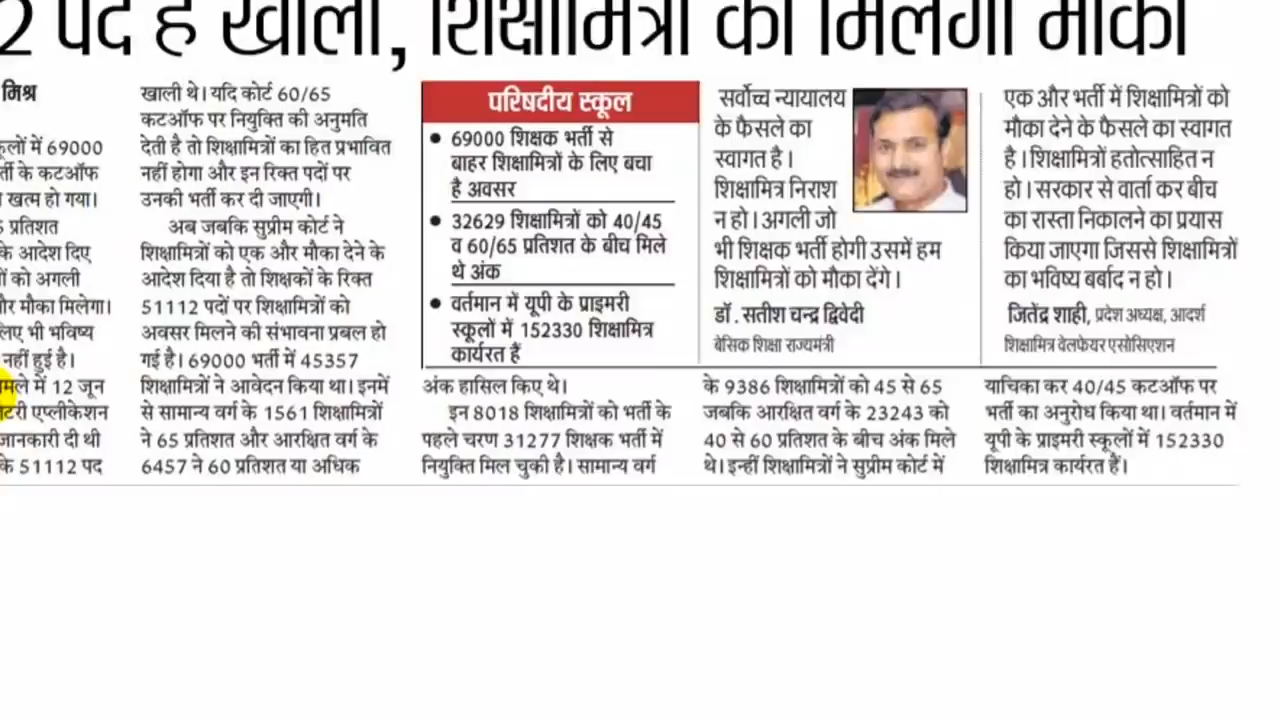 2 पद हैं खाली, शिक्षामित्रों को मिलेगा मौका
मिश्र
में 69000
के कटऑफ
खत्म हो गया।
प्रतिशत
के आदेश दिए
को अगली
मौका मिलेगा।
लिए भी भविष्य
नहीं हुई है।
में 12 जून
एप्लीकेशन
जानकारी दी थी
के 51112 पद
खाली थे। यदि कोर्ट 60/65
कटऑफ पर नियुक्ति की अनुमति
देती है तो शिक्षामित्रों का हित प्रभावित
नहीं होगा और इन रिक्त पदों पर
उनकी भर्ती कर दी जाएगी।
अब जबकि सुप्रीम कोर्ट ने
शिक्षामित्रों को एक और मौका देने के
आदेश दिया है तो शिक्षकों के रिक्त
51112 पदों पर शिक्षामित्रों को
अवसर मिलने की संभावना प्रबल हो
गई है। 69000 भर्ती में 45357
शिक्षामित्रों ने आवेदन किया था। इनमें
से सामान्य वर्ग के 1561 शिक्षामित्रों
ने 65 प्रतिशत और आरक्षित वर्ग के
6457 ने 60 प्रतिशत या अधिक
परिषदीय स्कूल
• 69000 शिक्षक भर्ती से
बाहर शिक्षामित्रों के लिए बचा
है अवसर
• 32629 शिक्षामित्रों को 40/45
व 60/65 प्रतिशत के बीच मिले
थे अंक
• वर्तमान में यूपी के प्राइमरी
स्कूलों में 152330 शिक्षामित्र
कार्यरत हैं
सर्वोच्च न्यायालय
के फैसले का
स्वागत है।
शिक्षामित्र निराश
न हो। अगली जो
भी शिक्षक भर्ती होगी उसमें हम
शिक्षामित्रों को मौका देंगे।
डॉ. सतीश चन्द्र द्विवेदी
बेसिक शिक्षा राज्यमंत्री
एक और भर्ती में शिक्षामित्रों को
मौका देने के फैसले का स्वागत
है। शिक्षामित्रों हतोत्साहित न
हो। सरकार से वार्ता कर बीच
का रास्ता निकालने का प्रयास
किया जाएगा जिससे शिक्षामित्रों
का भविष्य बर्बाद न हो।
जितेंद्र शाही, प्रदेश अध्यक्ष, आदर्श
शिक्षामित्र वेलफेयर एसोसिएशन
अंक हासिल किए थे।
इन 8018 शिक्षामित्रों को भर्ती के
पहले चरण 31277 शिक्षक भर्ती में
नियुक्ति मिल चुकी है। सामान्य वर्ग
के 9386 शिक्षामित्रों को 45 से 65
जबकि आरक्षित वर्ग के 23243 को
40 से 60 प्रतिशत के बीच अंक मिले
थे। इन्हीं शिक्षामित्रों ने सुप्रीम कोर्ट में
याचिका कर 40/45 कटऑफ पर
भर्ती का अनुरोध किया था। वर्तमान में
यूपी के प्राइमरी स्कूलों में 152330
शिक्षामित्र कार्यरत हैं।